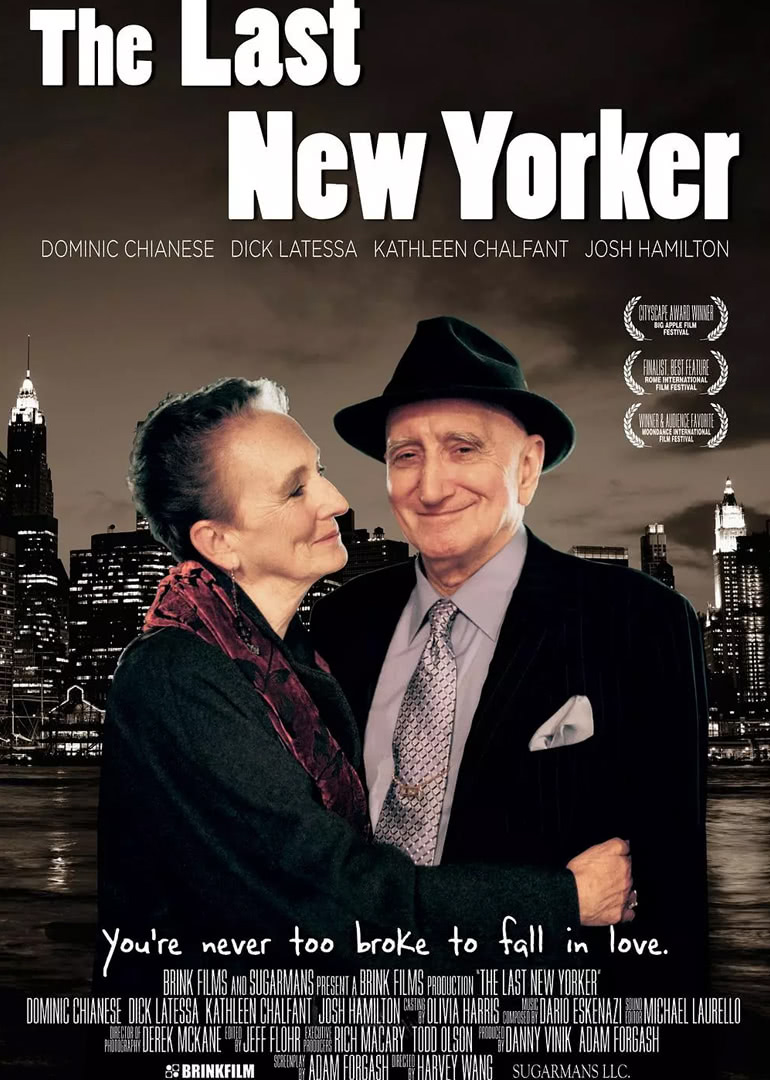 The Last
New Yorker
DOMINIC CHIANESE DICK LATESSA KATHLEEN CHALFANT JOSH HAMILTON
CITYSCAPE AWARD WINNER
BIG APPLE FILM
FESTIVAL
FINALIST, BEST FEATURE
ROME INTERNATIONAL
FILM FESTIVAL
WINNER & AUDIENCE FAVORITE
MOONDANCE INTERNATIONAL
FILM FESTIVAL
You're never too broke to fall in love.
BRINK FILMS AND SUGARMANS PRESENT A BRINK FILMS PRODUCTION "THE LAST NEW YORKER"
DOMINIC CHIANESE DICK LATESSA KATHLEEN CHALFANT JOSH HAMILTON CASTING BY OLIVIA HARRIS MUSIC COMPOSED BY DARIO ESKENAZI SOUND EDITOR MICHAEL LAURELLO
DIRECTOR OF PHOTOGRAPHY DEREK MCKANE EDITED BY JEFF FLOHR EXECUTIVE PRODUCERS RICH MACARY TODD OLSON PRODUCED BY DANNY VINIK ADAM FORGASH
BRINKFILM SCREENPLAY BY ADAM FORGASH DIRECTED BY HARVEY WANG SUGARMANS LLC.